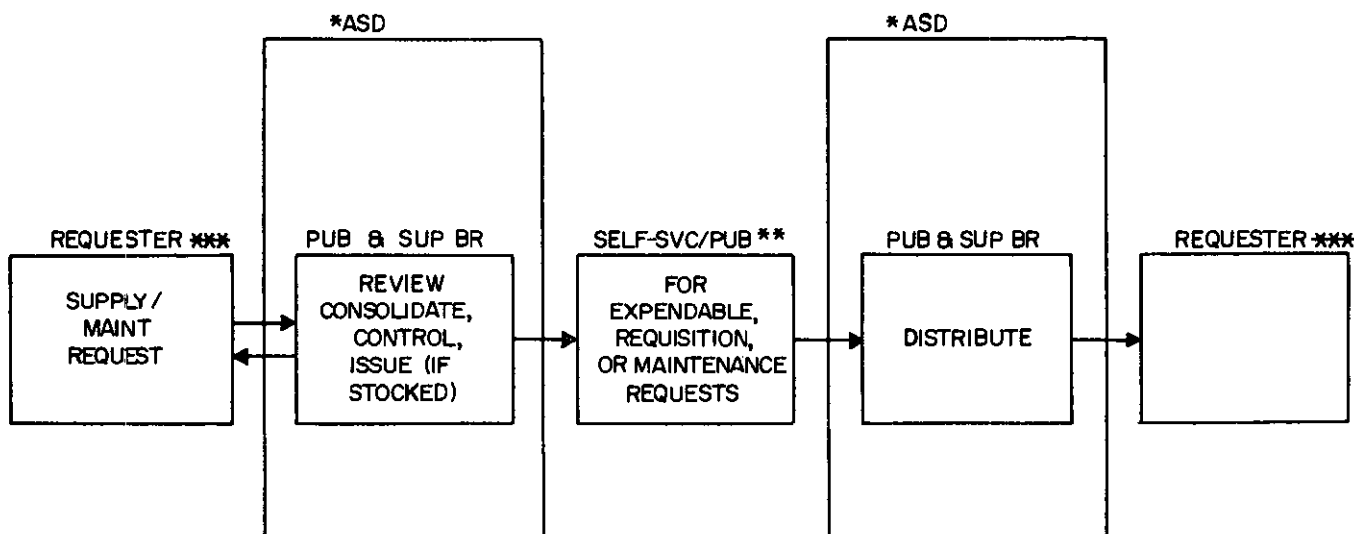 *ASD
*ASD
REQUESTER ***
PUB & SUP BR
SELF-SVC/PUB **
PUB & SUP BR
REQUESTER ***
SUPPLY/
MAINT
REQUEST
REVIEW
CONSOLIDATE,
CONTROL,
ISSUE (IF
STOCKED)
FOR
EXPENDABLE,
REQUISITION,
OR MAINTENANCE
REQUESTS
DISTRIBUTE